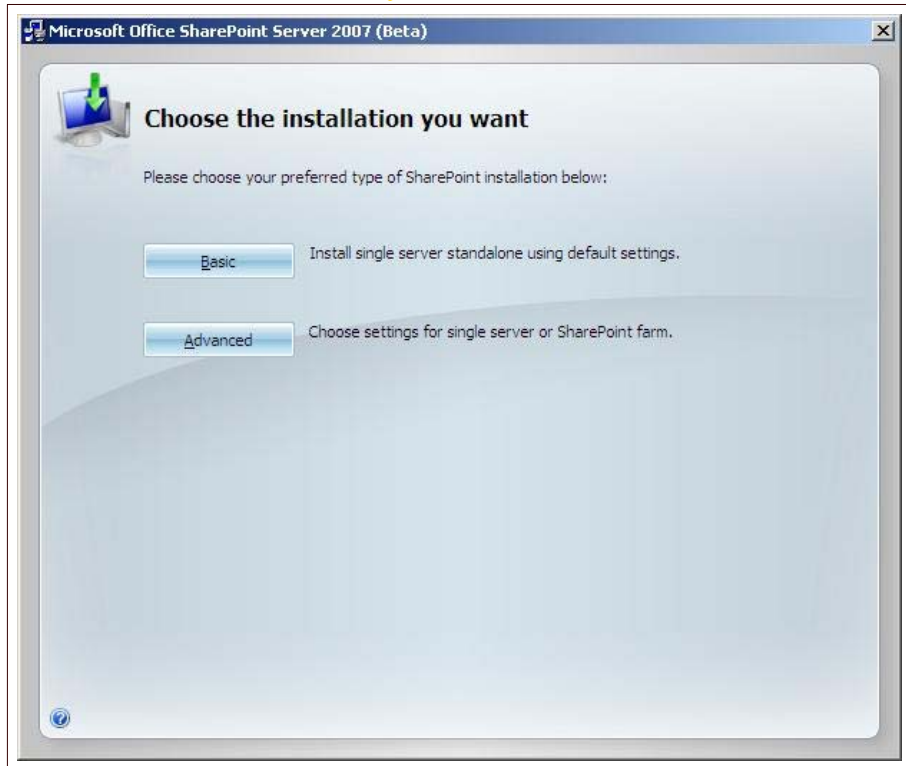 Microsoft Office SharePoint Server 2007 (Beta)
Choose the installation you want
Please choose your preferred type of SharePoint installation below:
Basic
Install single server standalone using default settings.
Advanced
Choose settings for single server or SharePoint farm.